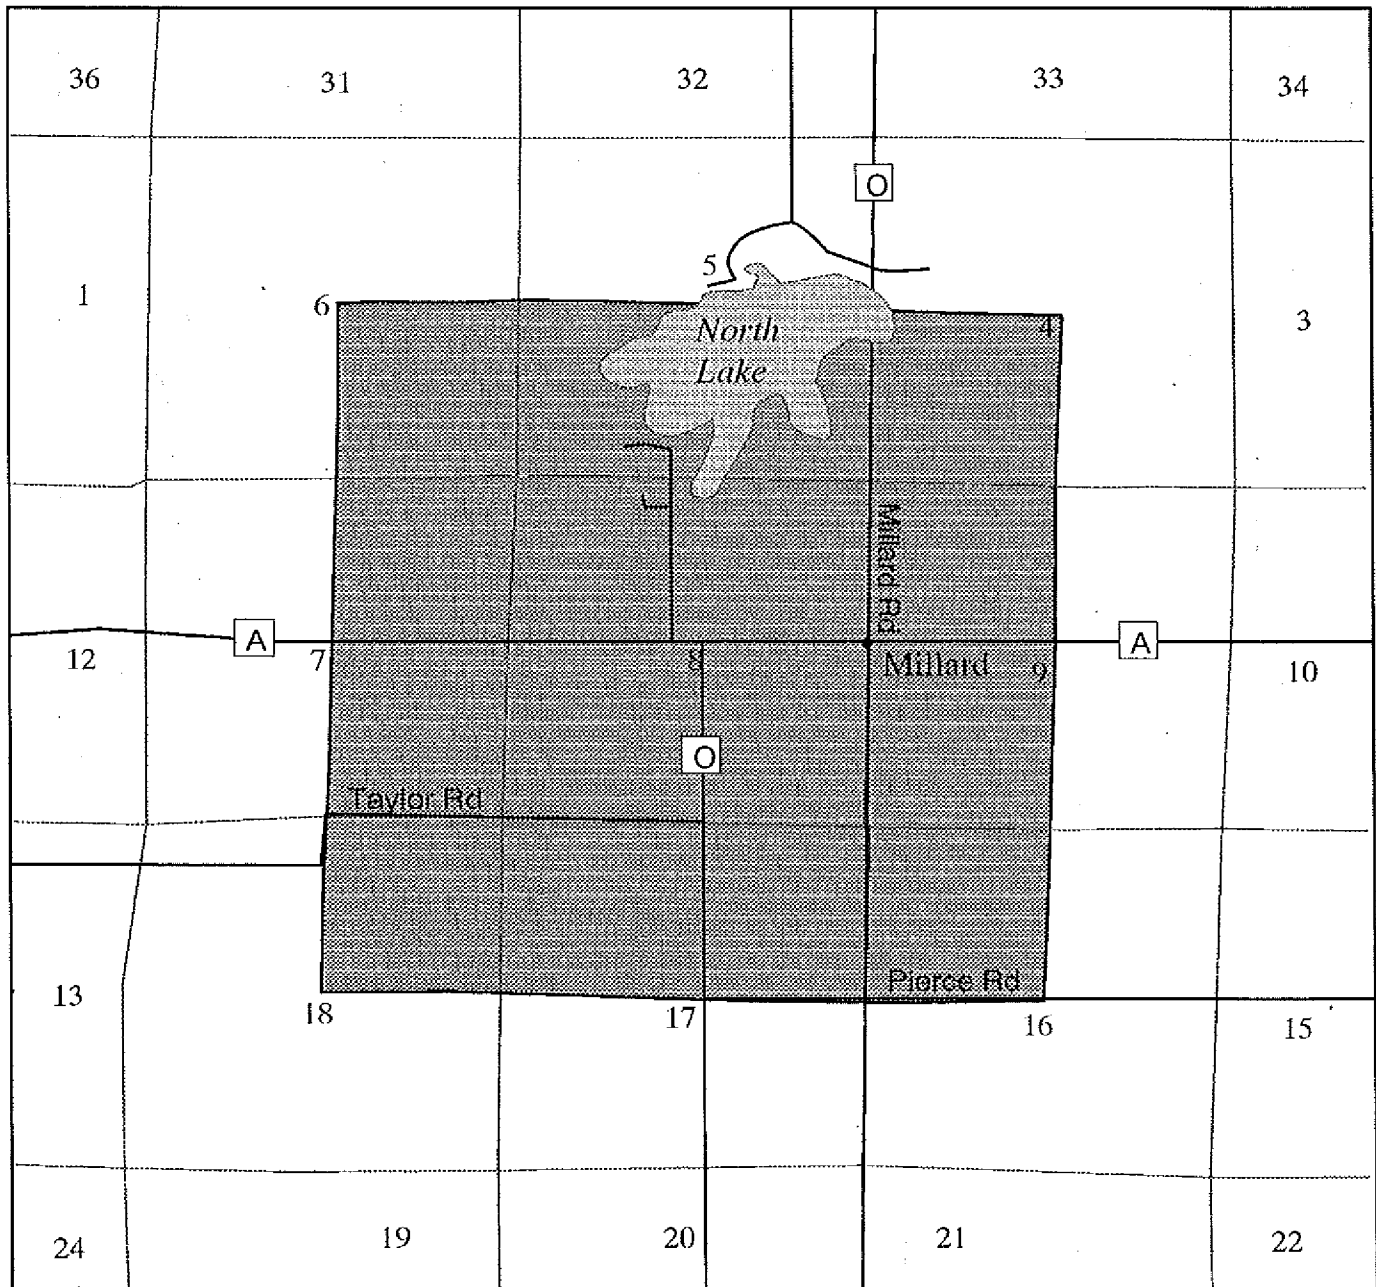 36 31 32 33 34
O
5
1 6 North 4 3
Lake
Millard Rd
A A
12 7 8 Millard 9 10
O
Taylor Rd
Pierce Rd
13 18 17 16 15
24 19 20 21 22